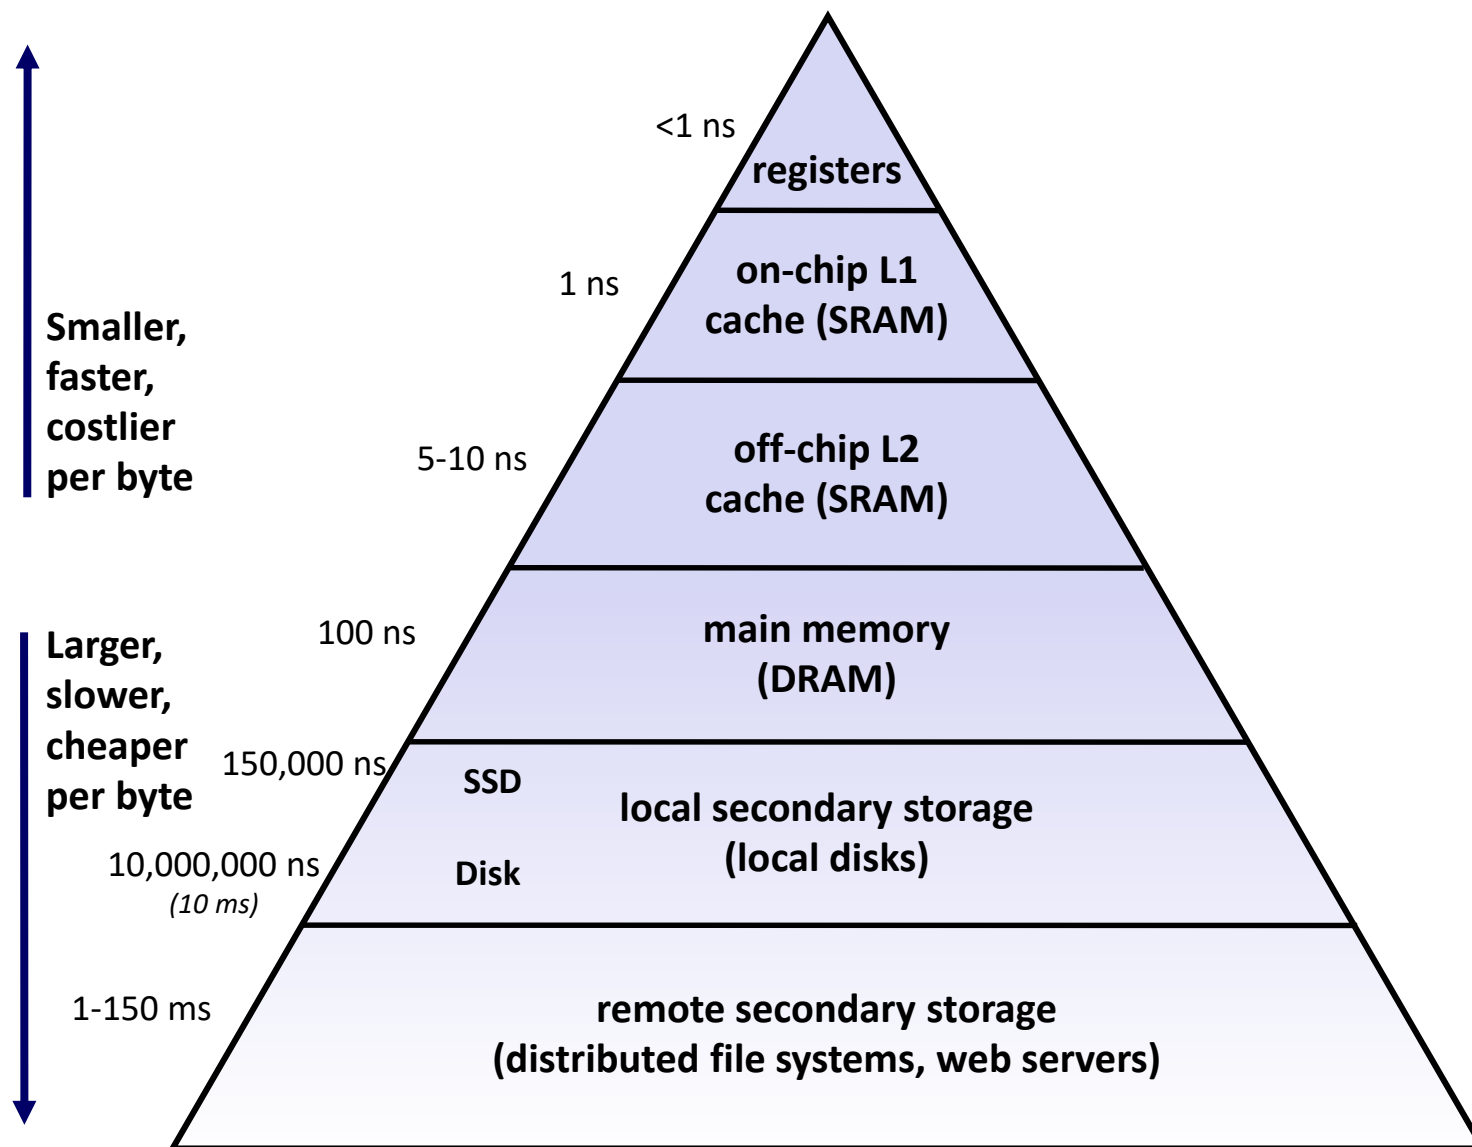 <1 ns
registers
1 ns
on-chip L1
cache (SRAM)
Smaller,
faster,
costlier
per byte
5-10 ns
off-chip L2
cache (SRAM)
100 ns
main memory
(DRAM)
Larger,
slower,
cheaper
per byte
150,000 ns
SSD
local secondary storage
(local disks)
10,000,000 ns
(10 ms)
Disk
1-150 ms
remote secondary storage
(distributed file systems, web servers)